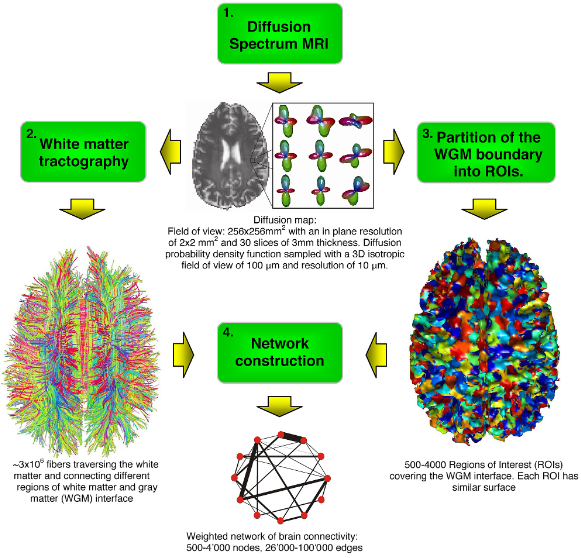 1.
Diffusion
Spectrum MRI
2.
White matter
tractography
3. Partition of the
WGM boundary
into ROIs.
Diffusion map:
Field of view: 256x256mm² with an in plane resolution
of 2x2 mm² and 30 slices of 3mm thickness. Diffusion
probability density function sampled with a 3D isotropic
field of view of 100 µm and resolution of 10 µm.
4.
Network
construction
~3x10⁶ fibers traversing the white
matter and connecting different
regions of white matter and gray
matter (WGM) interface
500-4000 Regions of Interest (ROIs)
covering the WGM interface. Each ROI has
similar surface
Weighted network of brain connectivity:
500-4'000 nodes, 26'000-100'000 edges